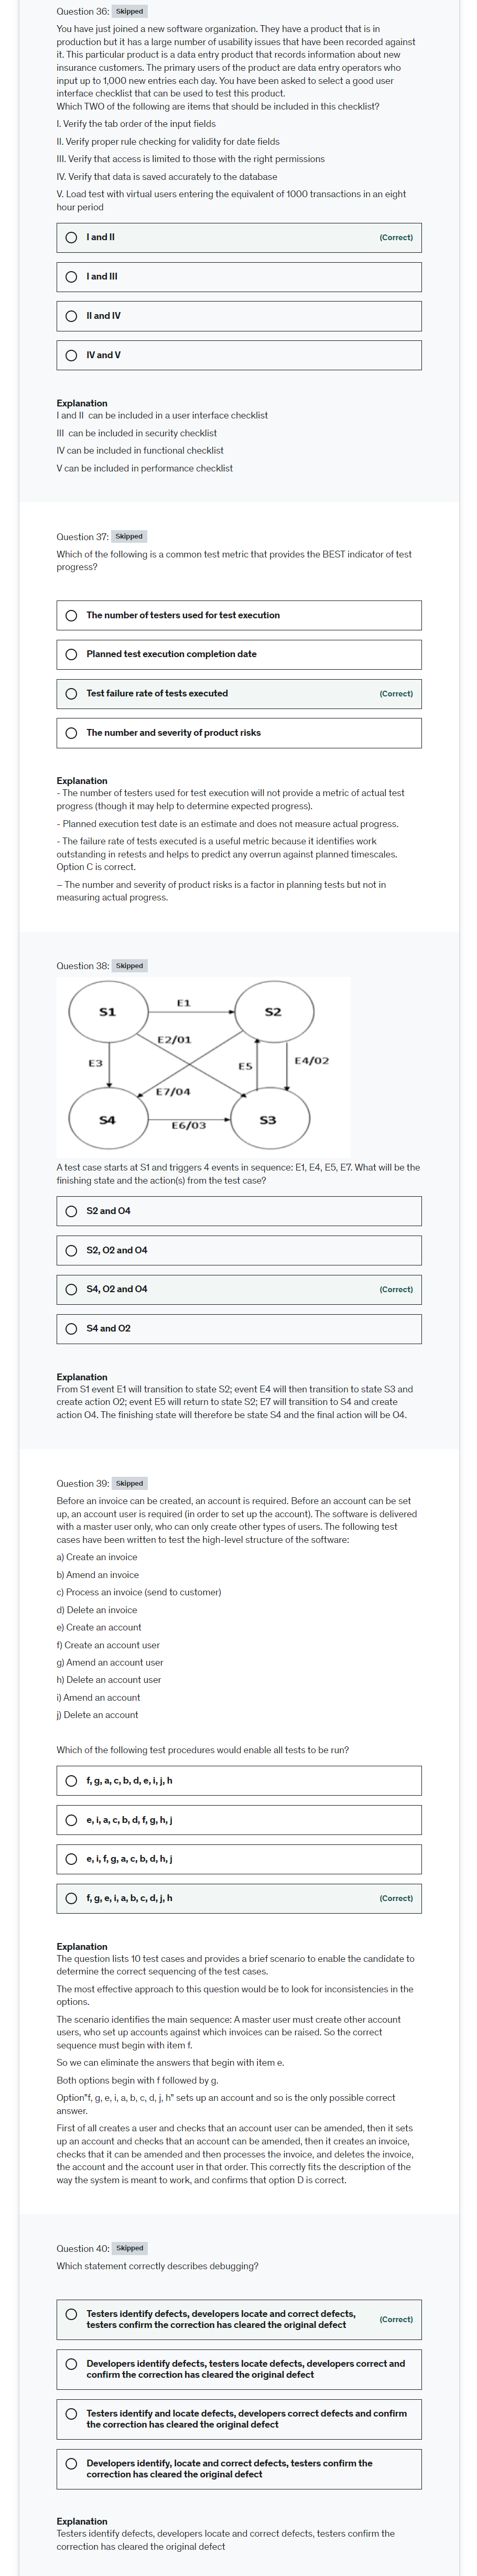 Question 36: Skipped
You have just joined a new software organization. They have a product that is in
production but it has a large number of usability issues that have been recorded against
it. This particular product is a data entry product that records information about new
insurance customers. The primary users of the product are data entry operators who
input up to 1,000 new entries each day. You have been asked to select a good user
interface checklist that can be used to test this product.
Which TWO of the following are items that should be included in this checklist?
I. Verify the tab order of the input fields
II. Verify proper rule checking for validity for date fields
III. Verify that access is limited to those with the right permissions
IV. Verify that data is saved accurately to the database
V. Load test with virtual users entering the equivalent of 1000 transactions in an eight
hour period
I and II (Correct)
I and III
II and IV
IV and V
Explanation
I and II can be included in a user interface checklist
III can be included in security checklist
IV can be included in functional checklist
V can be included in performance checklist
Question 37: Skipped
Which of the following is a common test metric that provides the BEST indicator of test
progress?
The number of testers used for test execution
Planned test execution completion date
Test failure rate of tests executed (Correct)
The number and severity of product risks
Explanation
- The number of testers used for test execution will not provide a metric of actual test
progress (though it may help to determine expected progress).
- Planned execution test date is an estimate and does not measure actual progress.
- The failure rate of tests executed is a useful metric because it identifies work
outstanding in retests and helps to predict any overrun against planned timescales.
Option C is correct.
– The number and severity of product risks is a factor in planning tests but not in
measuring actual progress.
Question 38: Skipped
E1
S1
S2
E2/01
E3
E5
E4/02
E7/04
S4
S3
E6/03
A test case starts at S1 and triggers 4 events in sequence: E1, E4, E5, E7. What will be the
finishing state and the action(s) from the test case?
S2 and O4
S2, O2 and O4
S4, O2 and O4 (Correct)
S4 and O2
Explanation
From S1 event E1 will transition to state S2; event E4 will then transition to state S3 and
create action O2; event E5 will return to state S2; E7 will transition to S4 and create
action O4. The finishing state will therefore be state S4 and the final action will be O4.
Question 39: Skipped
Before an invoice can be created, an account is required. Before an account can be set
up, an account user is required (in order to set up the account). The software is delivered
with a master user only, who can only create other types of users. The following test
cases have been written to test the high-level structure of the software:
a) Create an invoice
b) Amend an invoice
c) Process an invoice (send to customer)
d) Delete an invoice
e) Create an account
f) Create an account user
g) Amend an account user
h) Delete an account user
i) Amend an account
j) Delete an account
Which of the following test procedures would enable all tests to be run?
f, g, a, c, b, d, e, i, j, h
e, i, a, c, b, d, f, g, h, j
e, i, f, g, a, c, b, d, h, j
f, g, e, i, a, b, c, d, j, h (Correct)
Explanation
The question lists 10 test cases and provides a brief scenario to enable the candidate to
determine the correct sequencing of the test cases.
The most effective approach to this question would be to look for inconsistencies in the
options.
The scenario identifies the main sequence: A master user must create other account
users, who set up accounts against which invoices can be raised. So the correct
sequence must begin with item f.
So we can eliminate the answers that begin with item e.
Both options begin with f followed by g.
Option"f, g, e, i, a, b, c, d, j, h" sets up an account and so is the only possible correct
answer.
First of all creates a user and checks that an account user can be amended, then it sets
up an account and checks that an account can be amended, then it creates an invoice,
checks that it can be amended and then processes the invoice, and deletes the invoice,
the account and the account user in that order. This correctly fits the description of the
way the system is meant to work, and confirms that option D is correct.
Question 40: Skipped
Which statement correctly describes debugging?
Testers identify defects, developers locate and correct defects,
testers confirm the correction has cleared the original defect (Correct)
Developers identify defects, testers locate defects, developers correct and
confirm the correction has cleared the original defect
Testers identify and locate defects, developers correct defects and confirm
the correction has cleared the original defect
Developers identify, locate and correct defects, testers confirm the
correction has cleared the original defect
Explanation
Testers identify defects, developers locate and correct defects, testers confirm the
correction has cleared the original defect